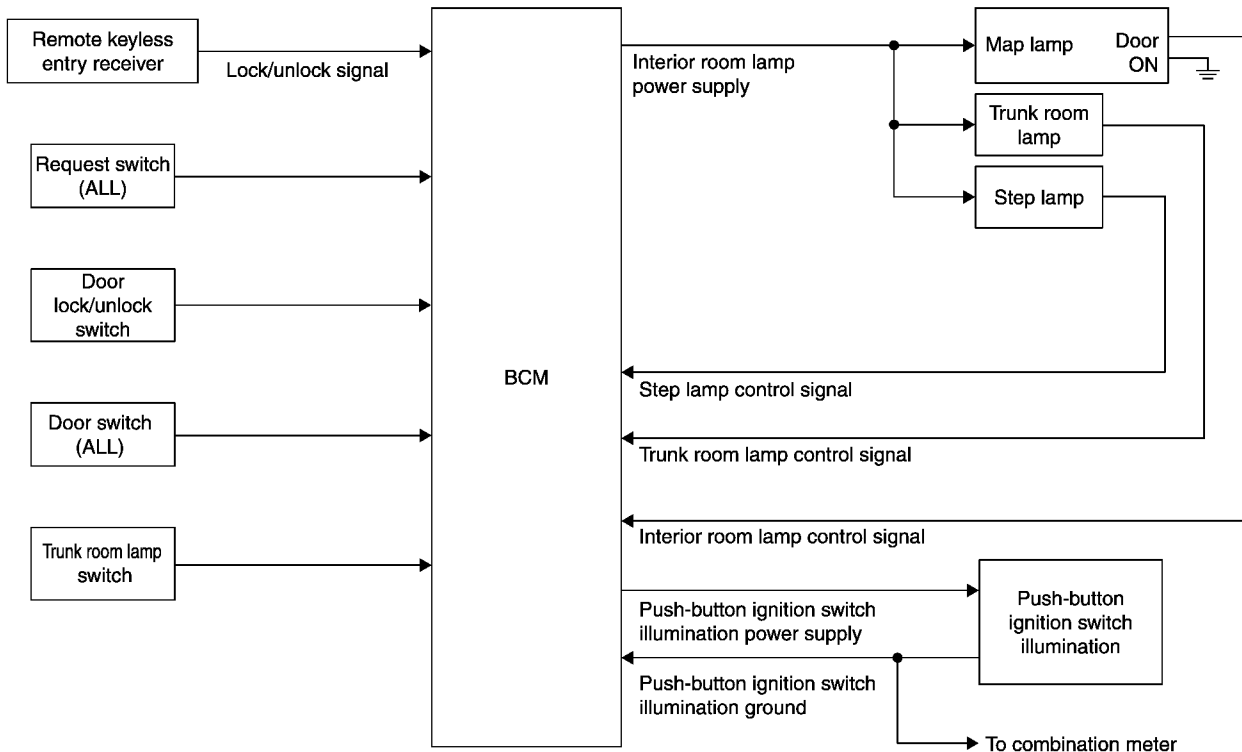 Remote keyless
entry receiver
Lock/unlock signal
Request switch
(ALL)
Door
lock/unlock
switch
Door switch
(ALL)
Trunk room lamp
switch
BCM
Interior room lamp
power supply
Map lamp
Door
ON
Trunk room
lamp
Step lamp
Step lamp control signal
Trunk room lamp control signal
Interior room lamp control signal
Push-button ignition switch
illumination power supply
Push-button
ignition switch
illumination
Push-button ignition switch
illumination ground
To combination meter